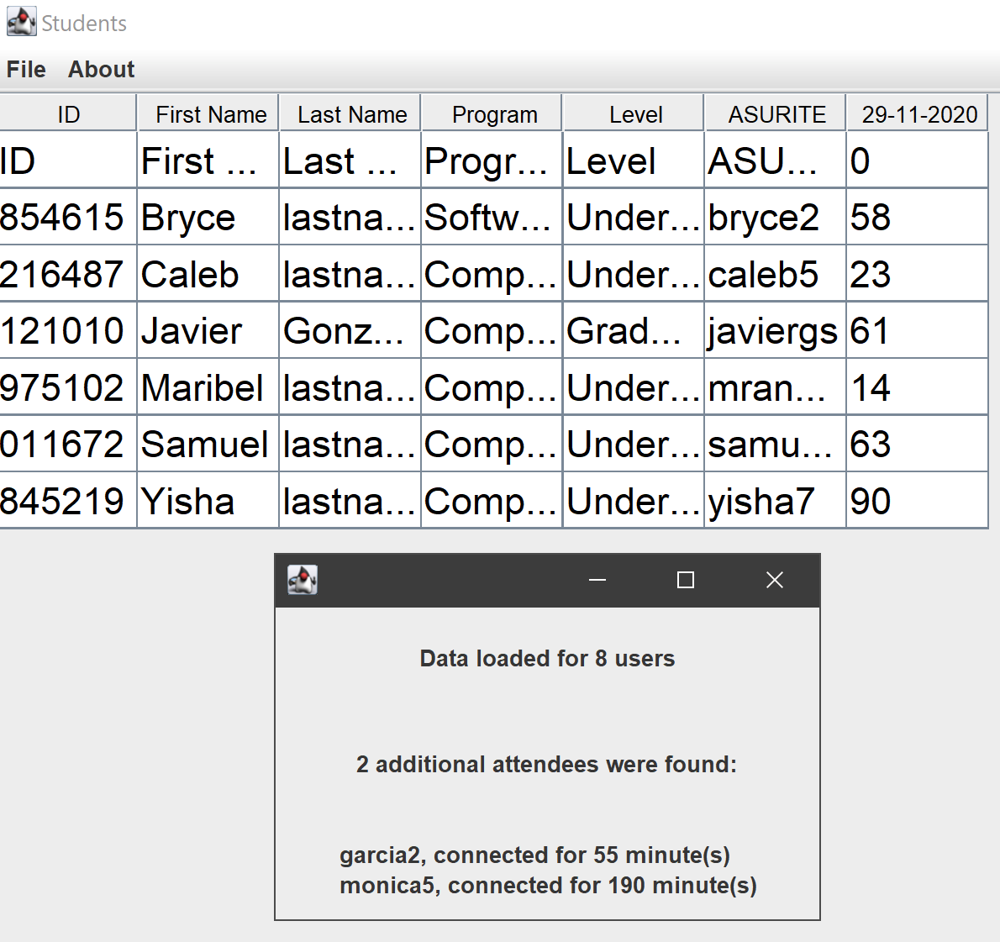 Students
File About
ID First Name Last Name Program Level ASURITE 29-11-2020
ID First ... Last ... Progr... Level ASU... 0
854615 Bryce lastna... Softw... Under... bryce2 58
216487 Caleb lastna... Comp... Under... caleb5 23
121010 Javier Gonz... Comp... Grad... javiergs 61
975102 Maribel lastna... Comp... Under... mran... 14
011672 Samuel lastna... Comp... Under... samu... 63
845219 Yisha lastna... Comp... Under... yisha7 90
Data loaded for 8 users
2 additional attendees were found:
garcia2, connected for 55 minute(s)
monica5, connected for 190 minute(s)